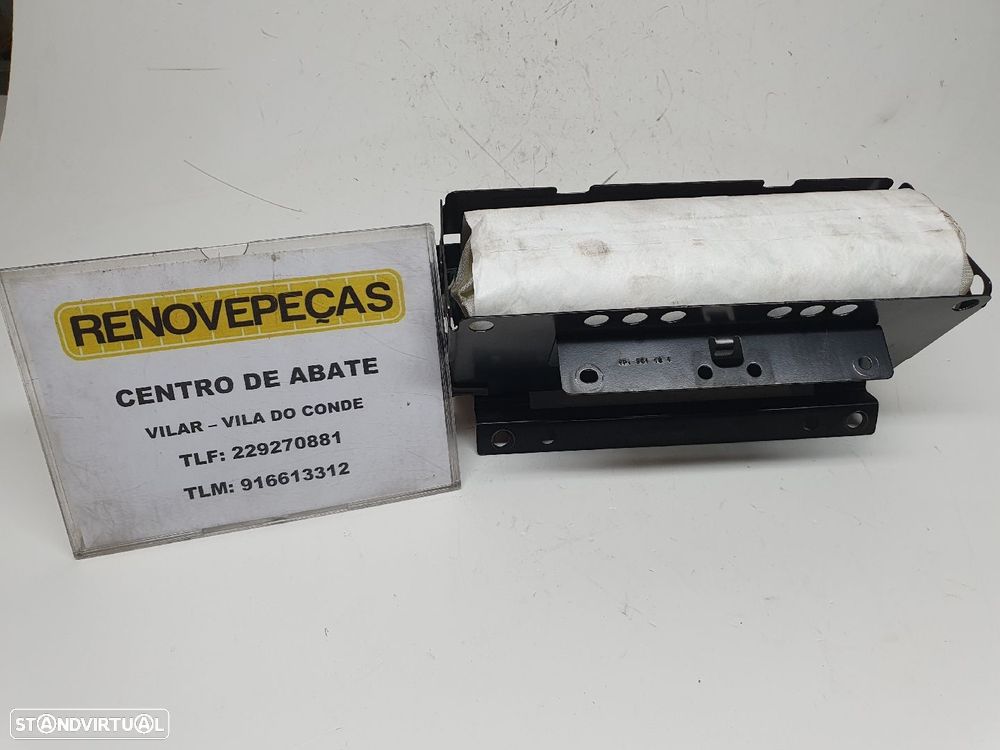 RENOVEPEÇAS
CENTRO DE ABATE
VILAR – VILA DO CONDE
TLF: 229270881
TLM: 916613312
STANDVIRTUAL